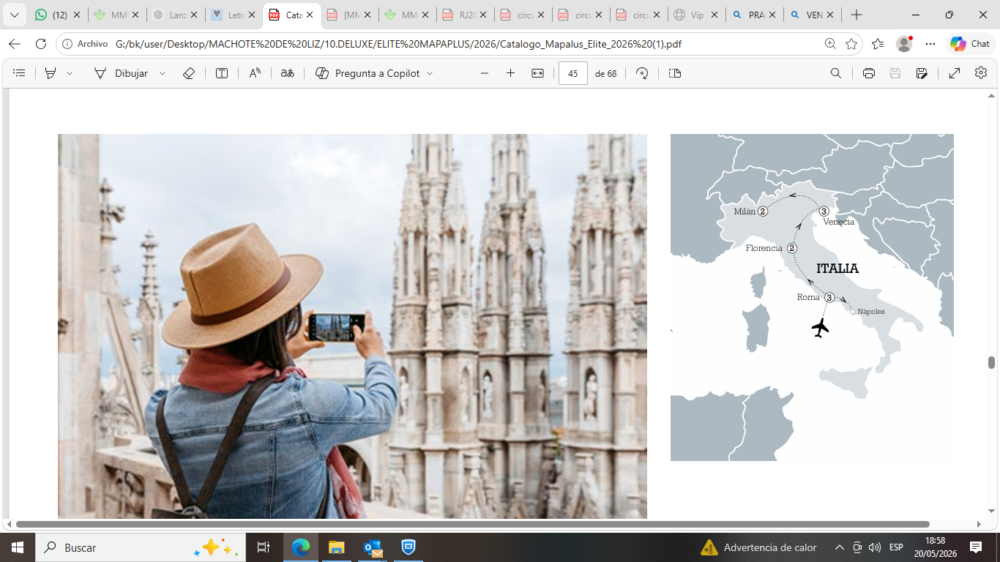 (12)
MM
Lanz
Letra
Cata
[MM
MM
RJ20
circu
circu
circu
Vip
PRA
VEN
Archivo
G:/bk/user/Desktop/MACHOTE%20DE%20LIZ/10.DELUXE/ELITE%20MAPAPLUS/2026/Catalogo_Mapalus_Elite_2026%20(1).pdf
Chat
Dibujar
Pregunta a Copilot
45
de 68
Milán 2
3
Venecia
Florencia 2
ITALIA
Roma 3
Nápoles
Buscar
Advertencia de calor
ESP
18:58
20/05/2026